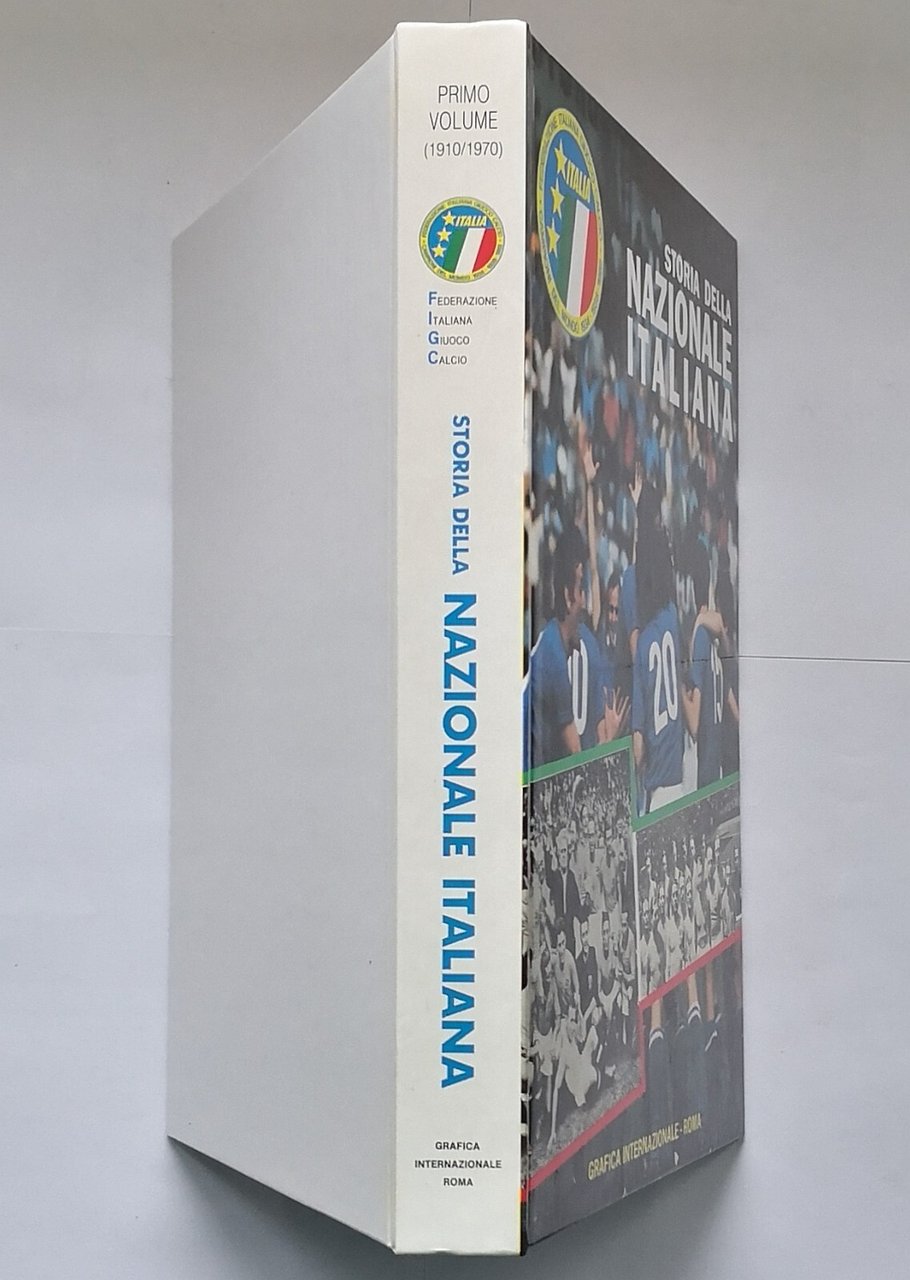 PRIMO
VOLUME
(1910/1970)
ITALIA
FEDERAZIONE
ITALIANA
GIUOCO
CALCIO
STORIA DELLA NAZIONALE ITALIANA
GRAFICA
INTERNAZIONALE
ROMA
ITALIA
STORIA DELLA
NAZIONALE
ITALIANA
20
15
GRAFICA INTERNAZIONALE - ROMA